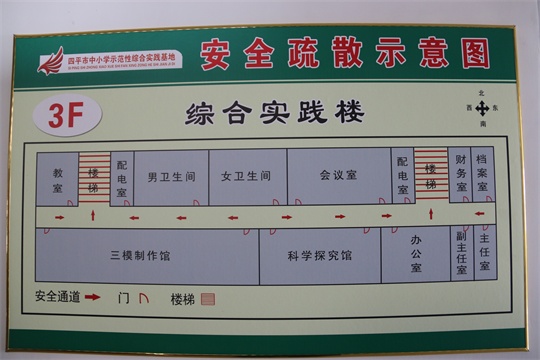 四平市中小学示范性综合实践基地
安全疏散示意图
3F
综合实践楼
北
西 东
南
教室
楼梯
配电室
男卫生间
女卫生间
会议室
配电室
楼梯
财务室
档案室
三模制作馆
科学探究馆
办公室
副主任室
主任室
安全通道 门 楼梯